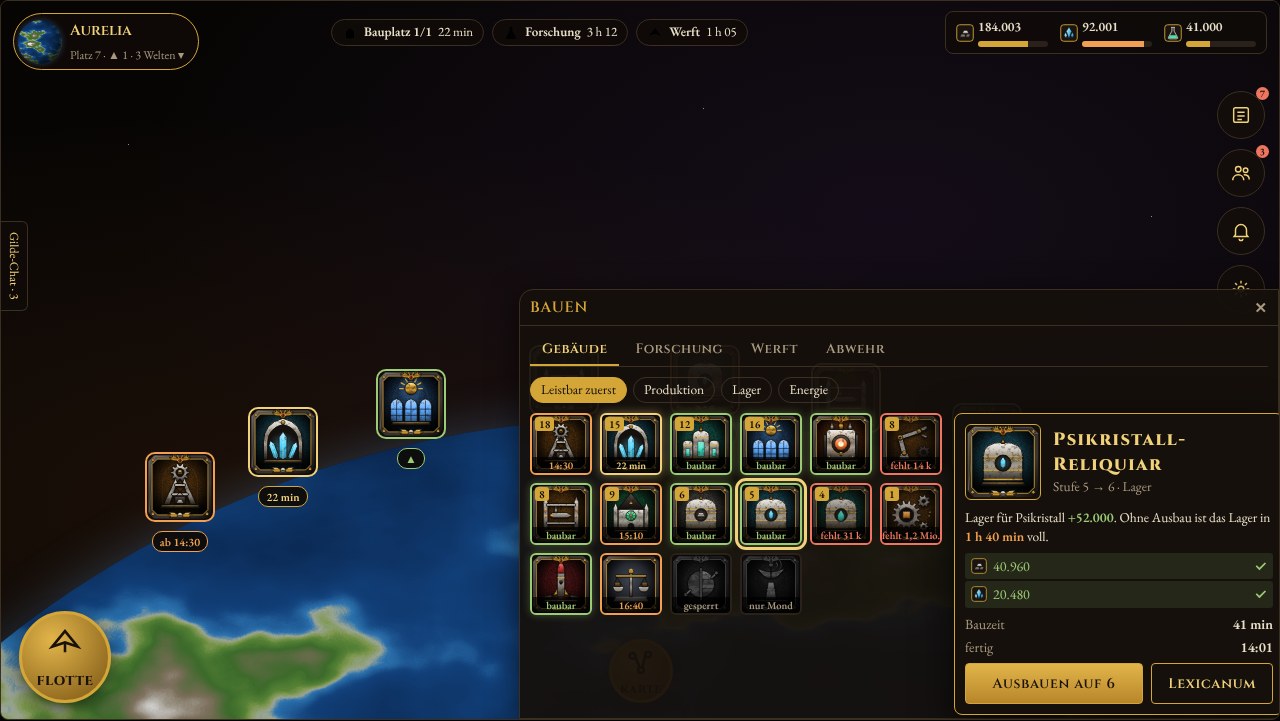 Aurelia
Platz 7 · ▲ 1 · 3 Welten ▾
Bauplatz 1/1 22 min
Forschung 3 h 12
Werft 1 h 05
184.003
92.001
41.000
7
3
Gilde-Chat · 3
▲
22 min
ab 14:30
FLOTTE
BAUEN
×
Gebäude Forschung Werft Abwehr
Leistbar zuerst Produktion Lager Energie
18 15 12 16 8
14:30 22 min baubar baubar baubar fehlt 14 k
8 9 6 5 4 1
baubar 15:10 baubar baubar fehlt 31 k fehlt 1,2 Mio.
baubar 16:40 gesperrt nur Mond
Psikristall-
Reliquiar
Stufe 5 → 6 · Lager
Lager für Psikristall +52.000. Ohne Ausbau ist das Lager in
1 h 40 min voll.
40.960 ✓
20.480 ✓
Bauzeit 41 min
fertig 14:01
Ausbauen auf 6
Lexicanum